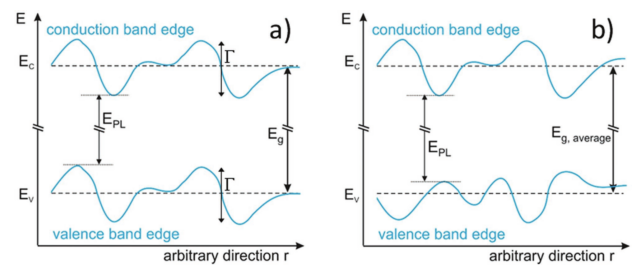 E
conduction band edge
a)
E_C
Γ
E_PL
E_g
Γ
E_V
valence band edge
arbitrary direction r
E
conduction band edge
b)
E_C
E_PL
E_g, average
E_V
valence band edge
arbitrary direction r